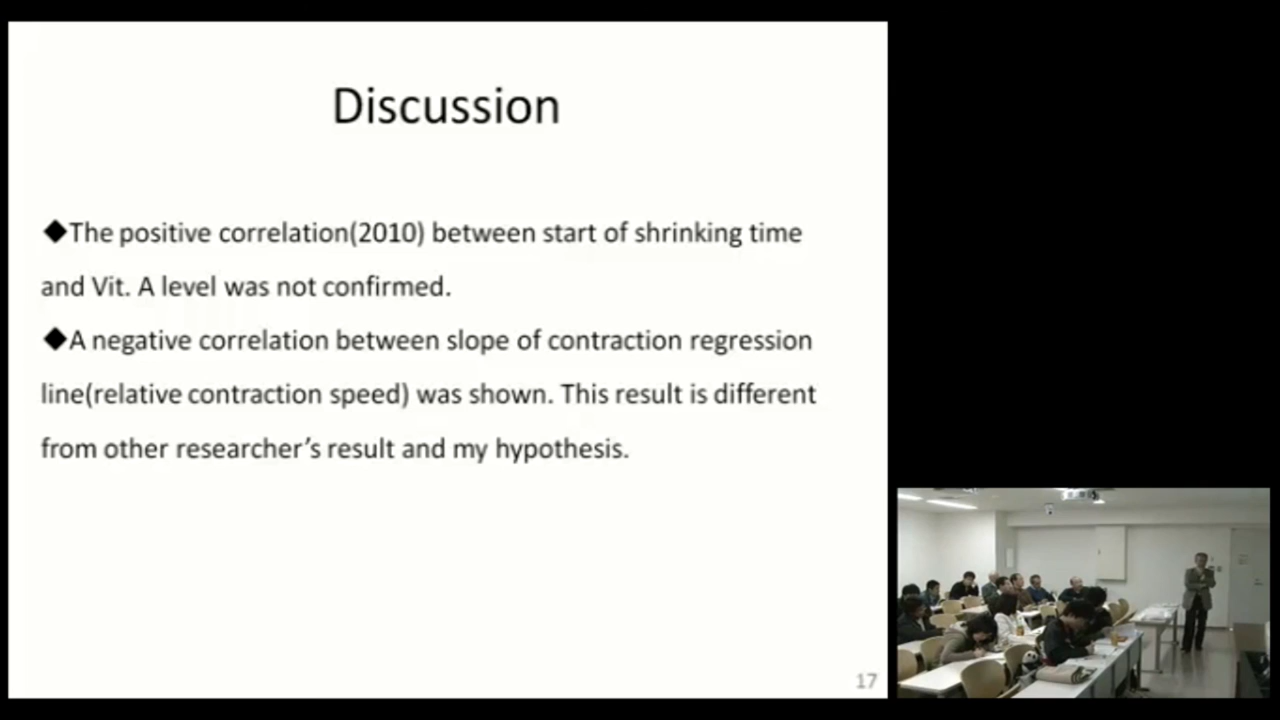 Discussion
◆The positive correlation(2010) between start of shrinking time
and Vit. A level was not confirmed.
◆A negative correlation between slope of contraction regression
line(relative contraction speed) was shown. This result is different
from other researcher’s result and my hypothesis.
17